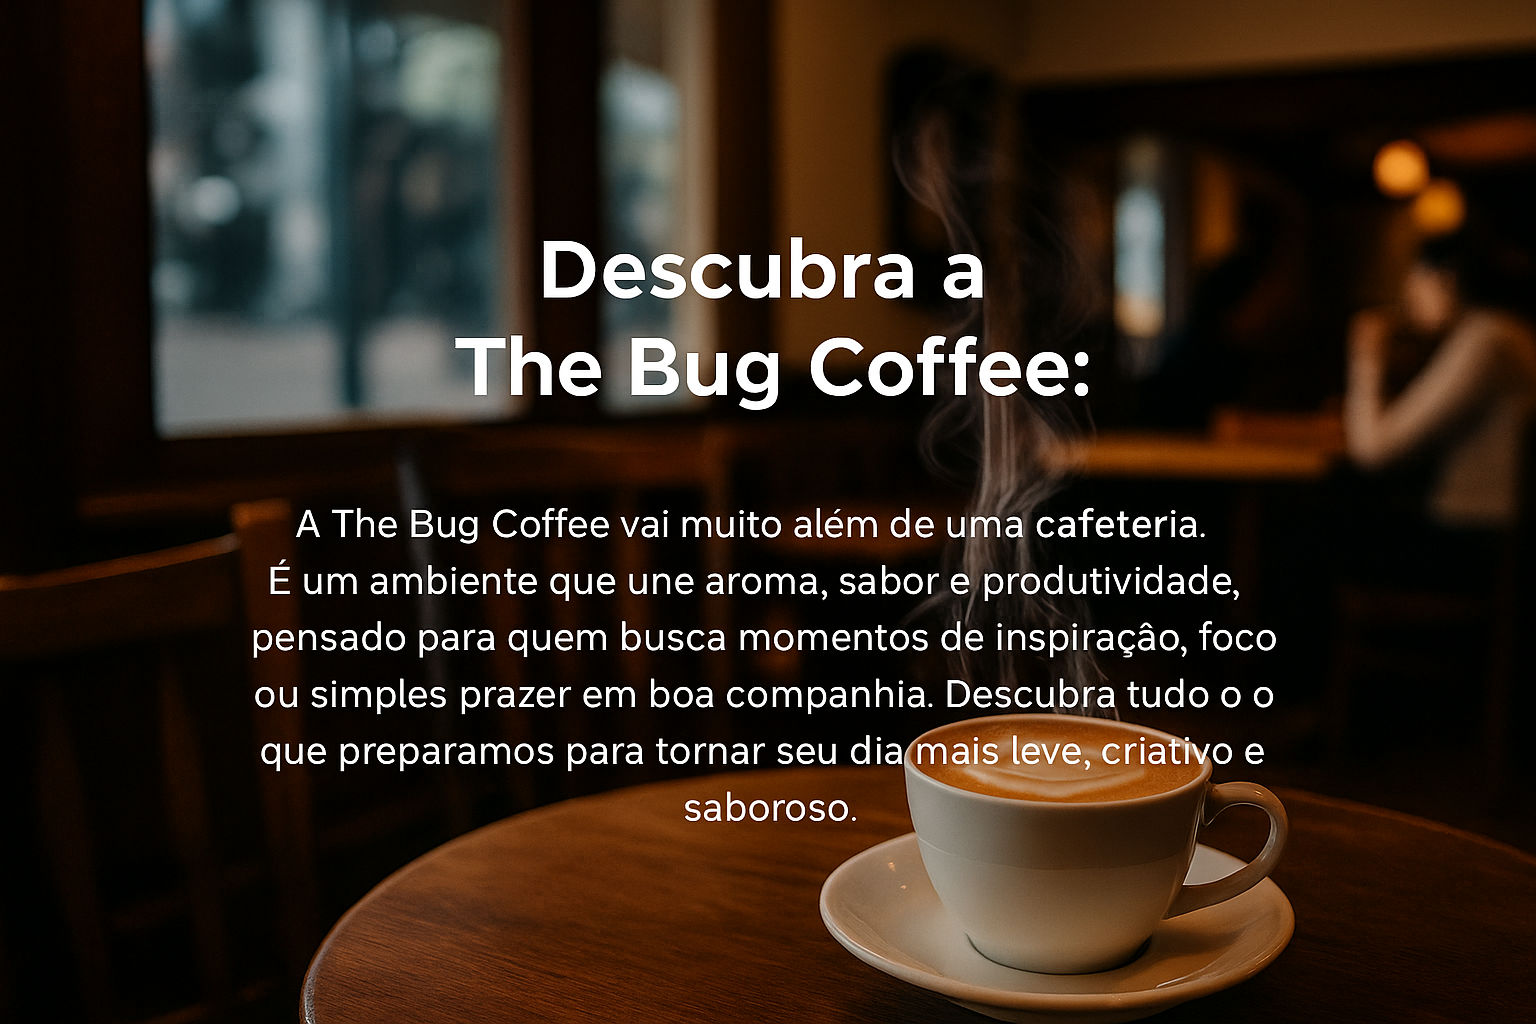 Descubra a
The Bug Coffee:
A The Bug Coffee vai muito além de uma cafeteria.
É um ambiente que une aroma, sabor e produtividade,
pensado para quem busca momentos de inspiraçâo, foco
ou simples prazer em boa companhia. Descubra tudo o o
que preparamos para tornar seu dia mais leve, criativo e
saboroso.